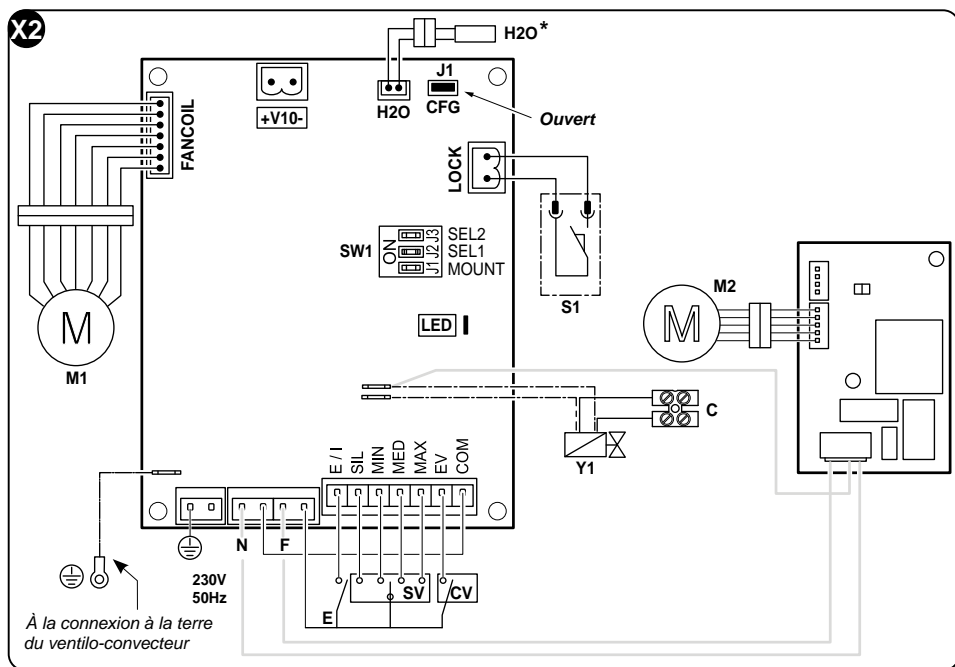 X2
H2O*
J1
H2O
CFG
Ouvert
+V10-
FANCOIL
LOCK
SW1
ON
J3
J2
J1
SEL2
SEL1
MOUNT
S1
M2
M
M
M1
LED
C
Y1
E / I
SIL
MIN
MED
MAX
EV
COM
N
F
230V
50Hz
SV
CV
E
À la connexion à la terre
du ventilo-convecteur